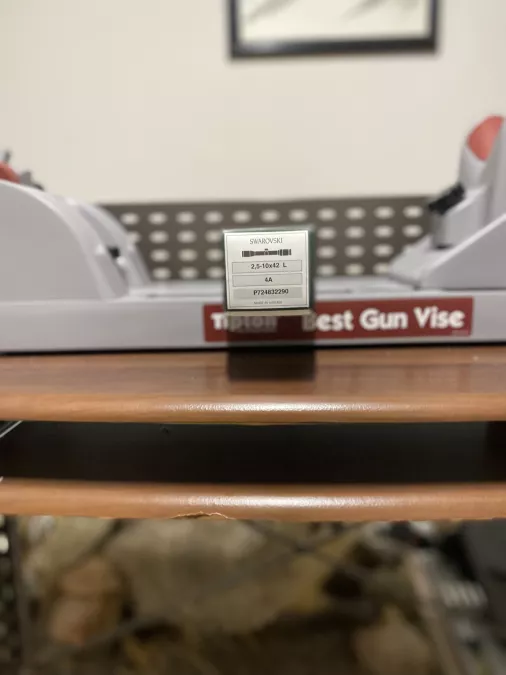 SWAROVSKI
2,5-10x42 L
4A
P724832290
Tipton Best Gun Vise